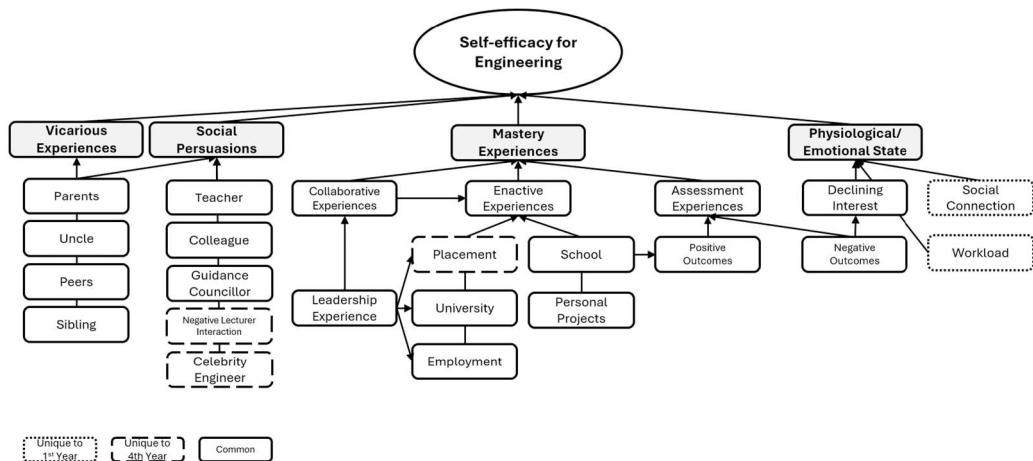 Self-efficacy for
Engineering
Vicarious
Experiences
Social
Persuasions
Mastery
Experiences
Physiological/
Emotional State
Parents
Uncle
Peers
Sibling
Teacher
Colleague
Guidance
Councillor
Negative Lecturer
Interaction
Celebrity
Engineer
Collaborative
Experiences
Leadership
Experience
Enactive
Experiences
Placement
University
Employment
School
Personal
Projects
Assessment
Experiences
Positive
Outcomes
Declining
Interest
Negative
Outcomes
Social
Connection
Workload
Unique to
1st Year
Unique to
4th Year
Common